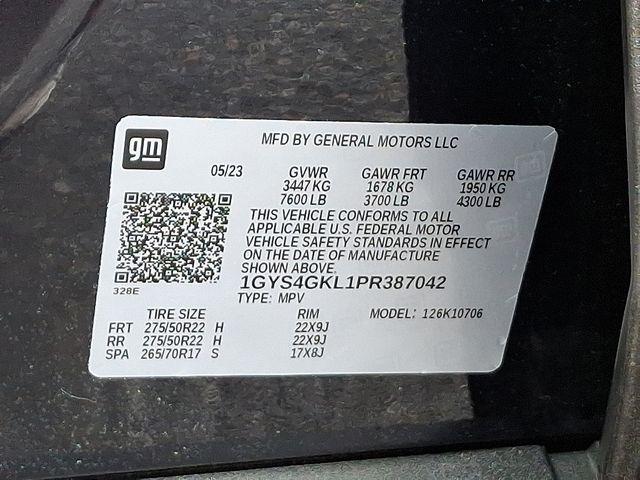 gm
MFD BY GENERAL MOTORS LLC
05/23 GVWR GAWR FRT GAWR RR
3447 KG 1678 KG 1950 KG
7600 LB 3700 LB 4300 LB
THIS VEHICLE CONFORMS TO ALL
APPLICABLE U.S. FEDERAL MOTOR
VEHICLE SAFETY STANDARDS IN EFFECT
ON THE DATE OF MANUFACTURE
SHOWN ABOVE.
328E
1GYS4GKL1PR387042
TYPE: MPV
TIRE SIZE RIM MODEL: 126K10706
FRT 275/50R22 H 22X9J
RR 275/50R22 H 22X9J
SPA 265/70R17 S 17X8J